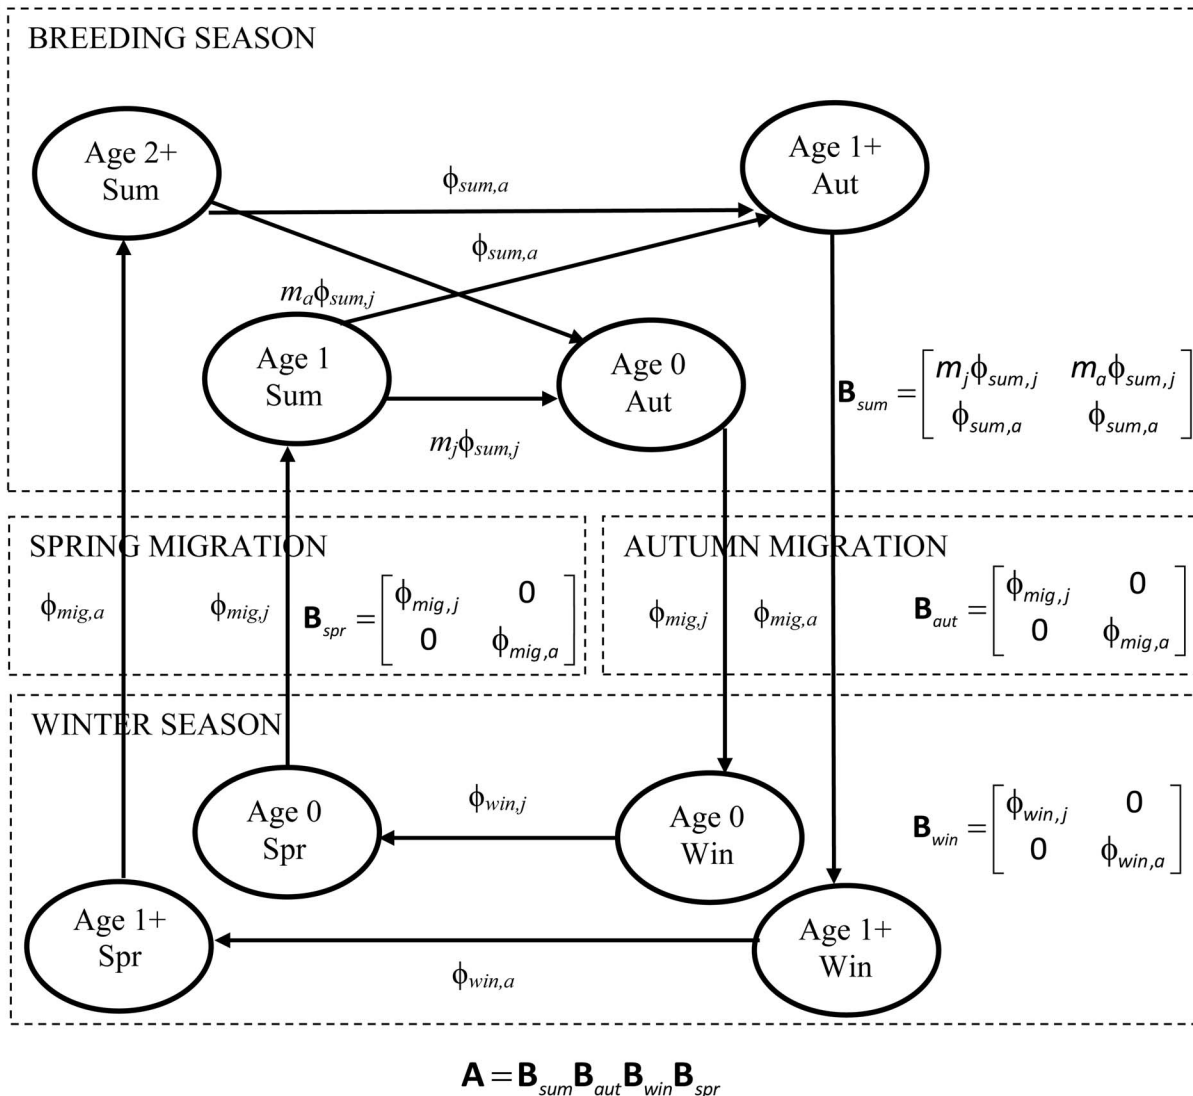 BREEDING SEASON
Age 2+
Sum
Age 1+
Aut
ϕsum,a
ϕsum,a
maϕsum,j
Age 1
Sum
Age 0
Aut
mjϕsum,j
Bsum = [mjϕsum,j maϕsum,j
ϕsum,a ϕsum,a]
SPRING MIGRATION
ϕmig,a
ϕmig,j
Bspr = [ϕmig,j 0
0 ϕmig,a]
AUTUMN MIGRATION
ϕmig,j
ϕmig,a
Baut = [ϕmig,j 0
0 ϕmig,a]
WINTER SEASON
Age 0
Spr
ϕwin,j
Age 0
Win
Bwin = [ϕwin,j 0
0 ϕwin,a]
Age 1+
Spr
ϕwin,a
Age 1+
Win
A = BsumBautBwinBspr